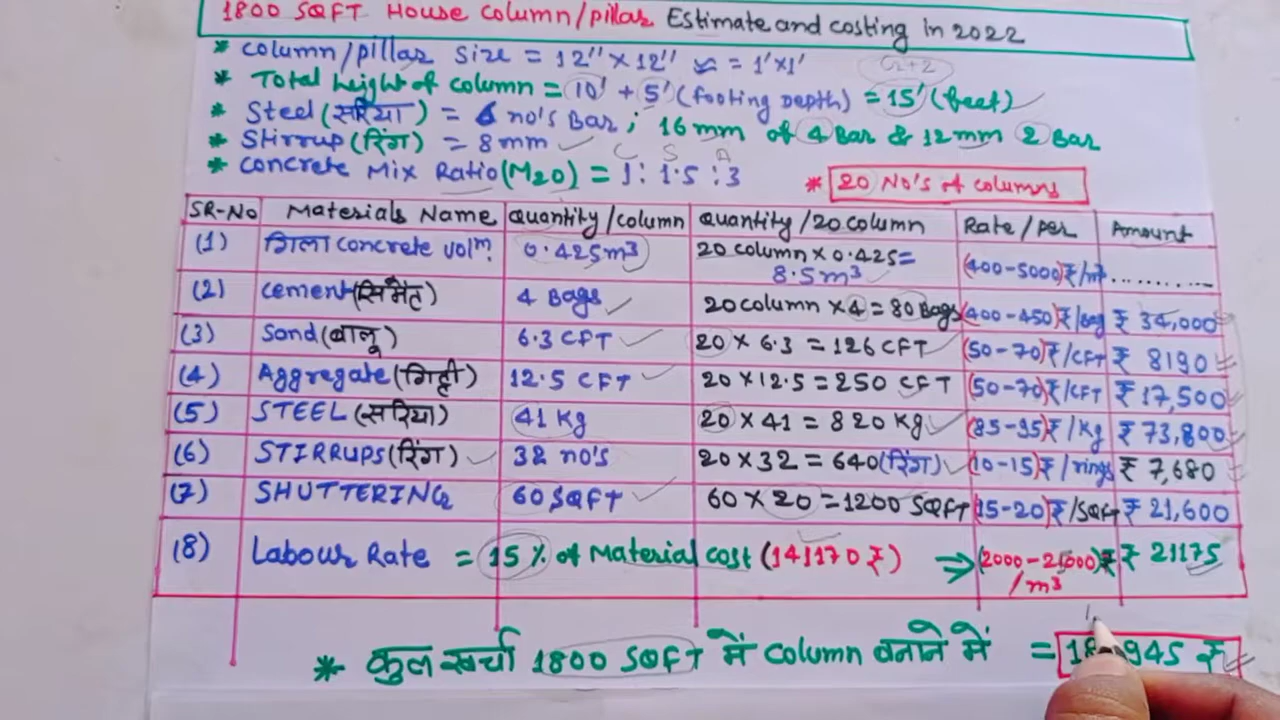 1800 SQFT House Column/pillar Estimate and costing in 2022
* column/pillar size = 12"×12" ≈ = 1'×1'
* Total height of column = 10' + 5' (footing Depth) = 15' (feet)
* Steel (सरिया) = 6 no's Bar; 16 mm of 4 Bar & 12 mm 2 Bar
* Stirrup (रिंग) = 8 mm
C S A
* Concrete Mix Ratio (M20) = 1 : 1.5 : 3
* 20 No's of columns
SR-No Materials Name Quantity/column Quantity/20 column Rate/per Amount
(1) गिला concrete volm. 0.425m³ 20 column × 0.425 = 8.5m³ (400-5000)₹/m³ ............
(2) cement (सिमेंट) 4 Bags 20 column × 4 = 80 Bags (400-450)₹/bag ₹ 34,000
(3) Sand (बालू) 6.3 CFT 20 × 6.3 = 126 CFT (50-70)₹/CFT ₹ 8190
(4) Aggregate (गिट्टी) 12.5 CFT 20 × 12.5 = 250 CFT (50-70)₹/CFT ₹ 17,500
(5) STEEL (सरिया) 41 Kg 20 × 41 = 820 Kg (85-95)₹/Kg ₹ 73,800
(6) STIRRUPS (रिंग) 32 no's 20 × 32 = 640 (रिंग) (10-15)₹/rings ₹ 7,680
(7) SHUTTERING 60 SQFT 60 × 20 = 1200 SQFT (15-20)₹/SQFT ₹ 21,600
(8) Labour Rate = 15 % of Material cost (141170 ₹) ⇒ /m³ ₹ 21175
* कुल खर्चा 1800 SQFT में column बनाने में = 945 ₹